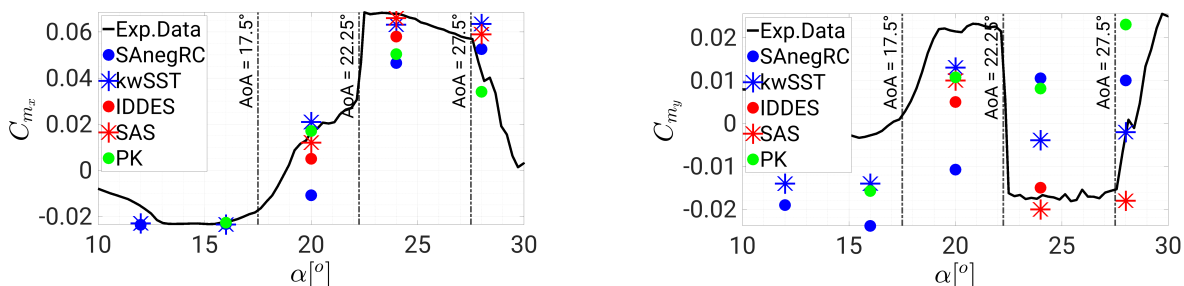 0.06
0.04
0.02
0
-0.02
C_{m_x}
Exp.Data
SAnegRC
kwSST
IDDES
SAS
PK
AoA = 17.5°
AoA = 22.25°
AoA = 27.5°
10 15 20 25 30
α[°]
0.02
0.01
0
-0.01
-0.02
C_{m_y}
Exp.Data
SAnegRC
kwSST
IDDES
SAS
PK
AoA = 17.5°
AoA = 22.25°
AoA = 27.5°
10 15 20 25 30
α[°]